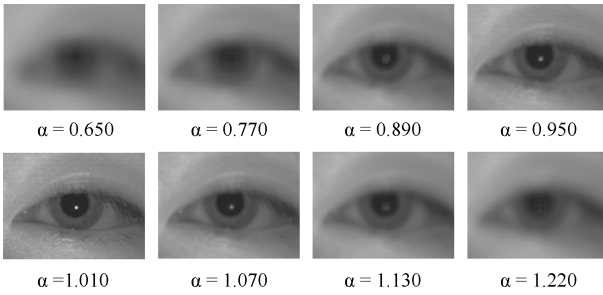 α = 0.650 α = 0.770 α = 0.890 α = 0.950
α =1.010 α = 1.070 α = 1.130 α = 1.220